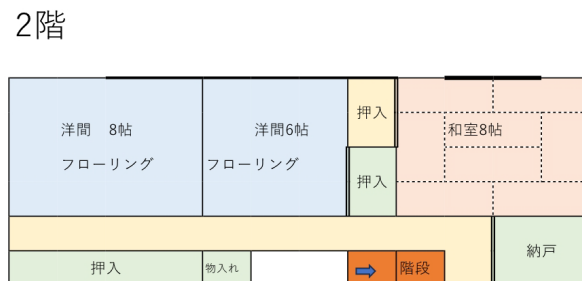 2階
洋間　8帖
フローリング
洋間6帖
フローリング
押入
押入
和室8帖
押入
物入れ
階段
納戸